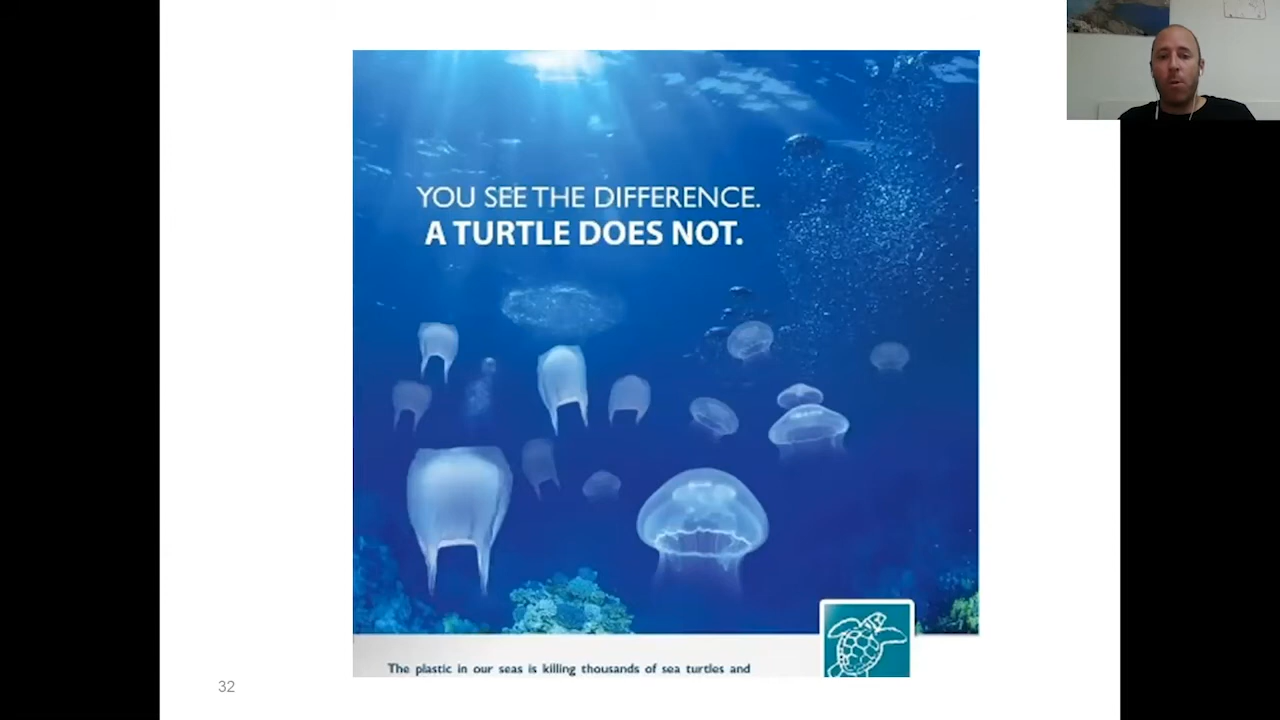 YOU SEE THE DIFFERENCE.
A TURTLE DOES NOT.
The plastic in our seas is killing thousands of sea turtles and
32